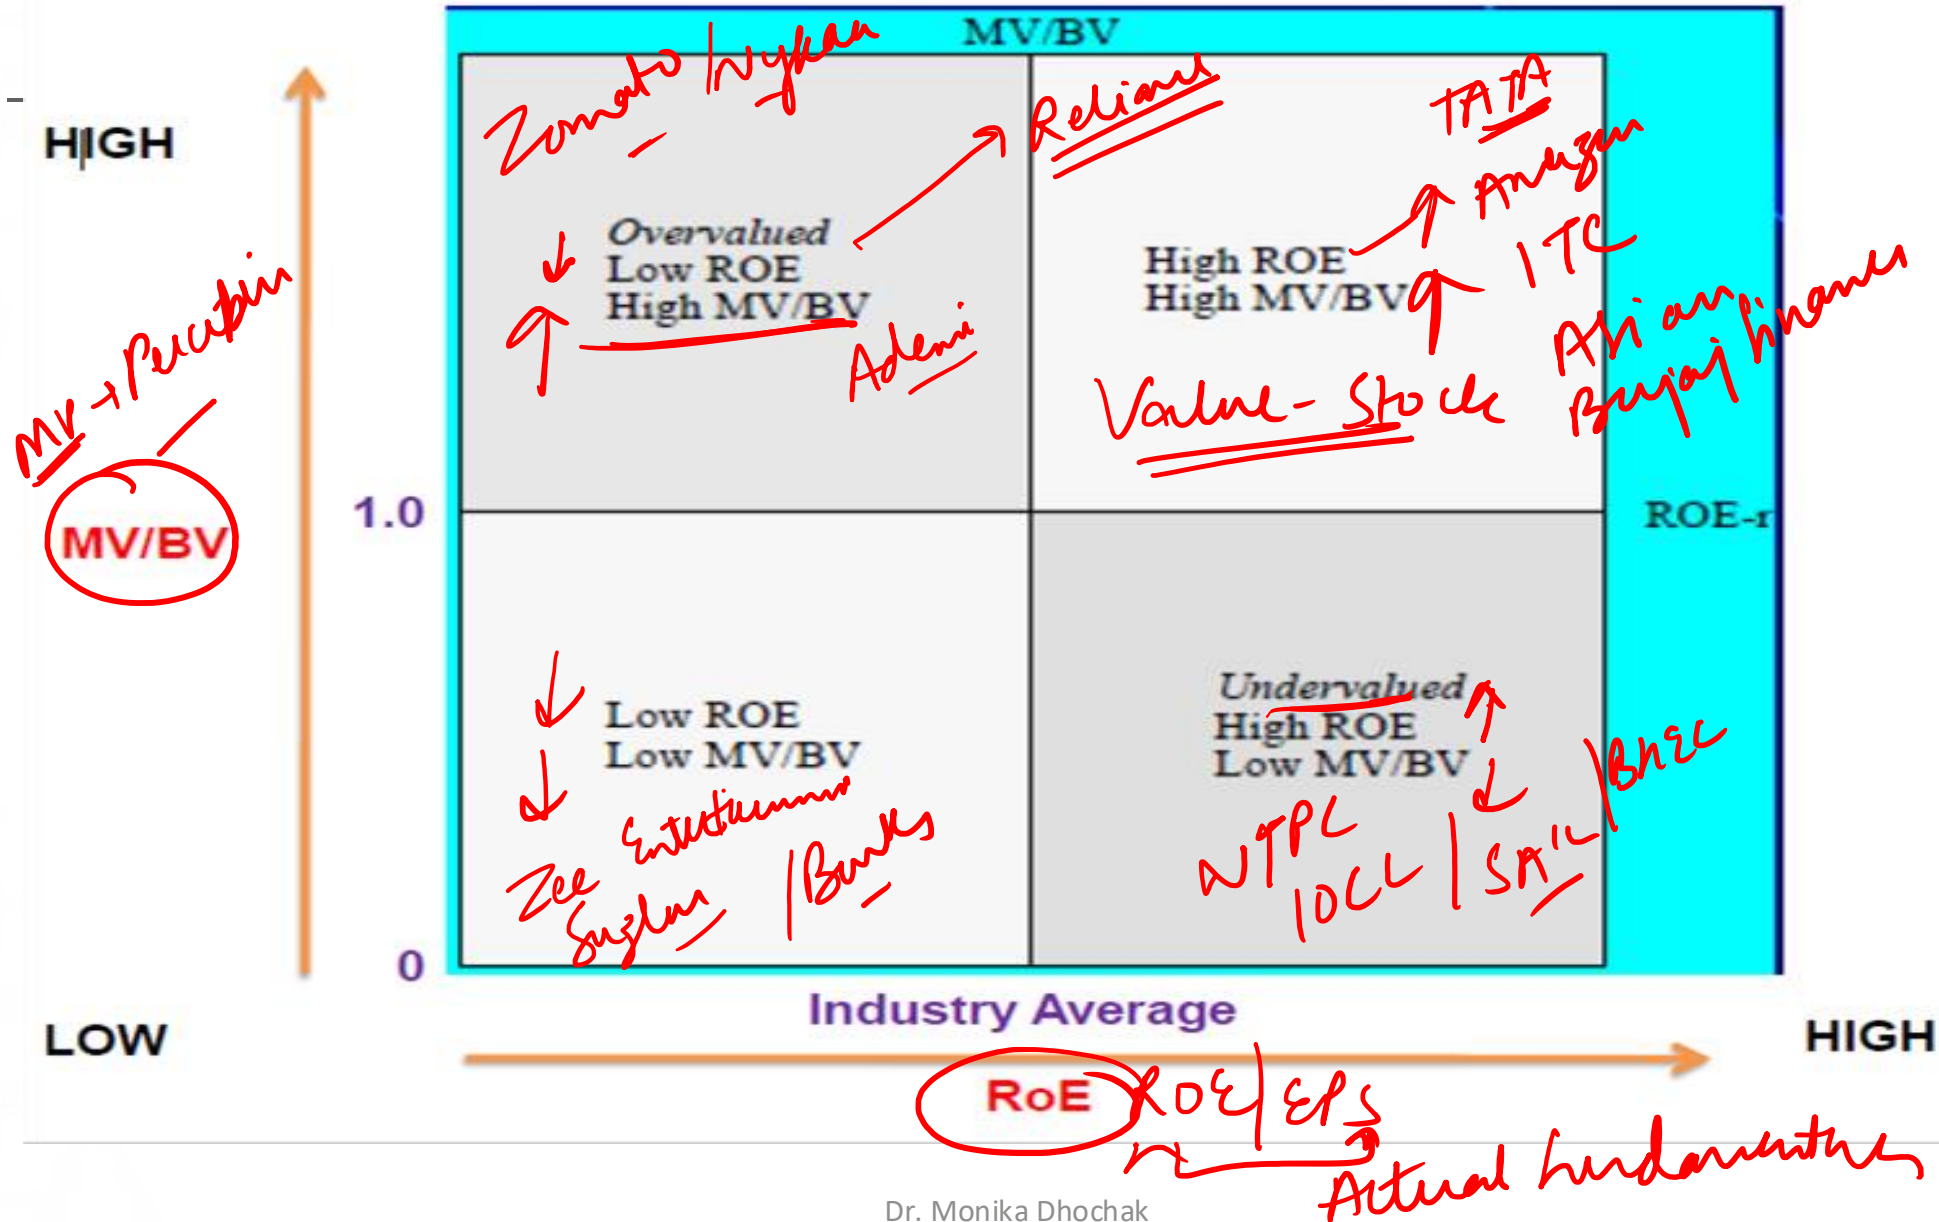 MV/BV
Zomato / Nykaa
Reliance
TATA
HIGH
Amazon
ITC
Overvalued
Low ROE
High MV/BV
High ROE
High MV/BV
Adani
Asian
Bajaj finance
Value-Stock
MV → Perception
MV/BV
1.0
ROE-r
Low ROE
Low MV/BV
Undervalued
High ROE
Low MV/BV
Zee Entertainment
Suzlon / Banks
NTPC
IOCL / SAIL / BHEL
0
Industry Average
LOW
HIGH
RoE
ROE / EPS
Actual fundamentals
Dr. Monika Dhochak